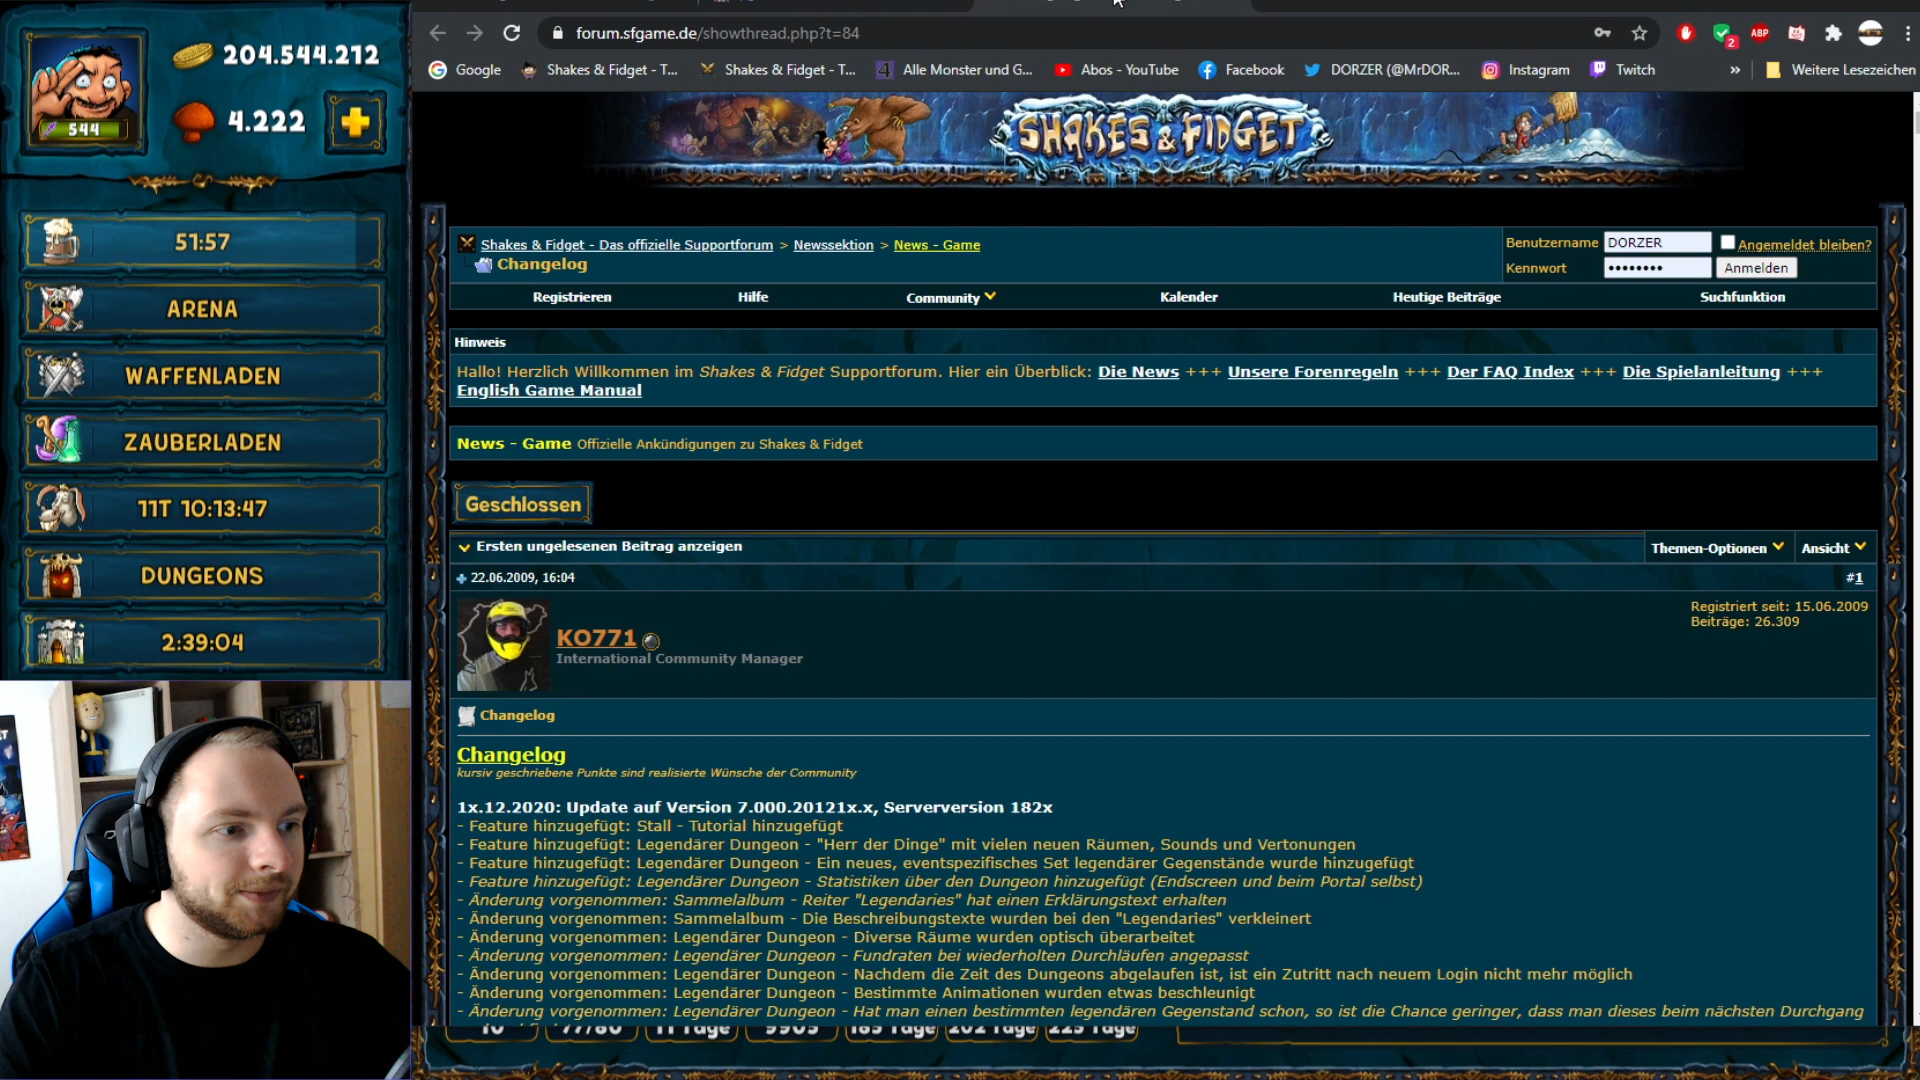 204.544.212
4.222
544
51:57
ARENA
WAFFENLADEN
ZAUBERLADEN
11T 10:13:47
DUNGEONS
2:39:04
forum.sfgame.de/showthread.php?t=84
2
ABP
Google
Shakes & Fidget - T...
Shakes & Fidget - T...
Alle Monster und G...
Abos - YouTube
Facebook
DORZER (@MrDOR...
Instagram
Twitch
»
Weitere Lesezeichen
SHAKES & FIDGET
Shakes & Fidget - Das offizielle Supportforum > Newssektion > News - Game
Changelog
Benutzername DORZER Angemeldet bleiben?
Kennwort •••••••• Anmelden
Registrieren Hilfe Community Kalender Heutige Beiträge Suchfunktion
Hinweis
Hallo! Herzlich Willkommen im Shakes & Fidget Supportforum. Hier ein Überblick: Die News +++ Unsere Forenregeln +++ Der FAQ Index +++ Die Spielanleitung +++
English Game Manual
News - Game Offizielle Ankündigungen zu Shakes & Fidget
Geschlossen
Ersten ungelesenen Beitrag anzeigen Themen-Optionen Ansicht
22.06.2009, 16:04 #1
KO771
International Community Manager
Registriert seit: 15.06.2009
Beiträge: 26.309
Changelog
Changelog
kursiv geschriebene Punkte sind realisierte Wünsche der Community
1x.12.2020: Update auf Version 7.000.20121x.x, Serverversion 182x
- Feature hinzugefügt: Stall - Tutorial hinzugefügt
- Feature hinzugefügt: Legendärer Dungeon - "Herr der Dinge" mit vielen neuen Räumen, Sounds und Vertonungen
- Feature hinzugefügt: Legendärer Dungeon - Ein neues, eventspezifisches Set legendärer Gegenstände wurde hinzugefügt
- Feature hinzugefügt: Legendärer Dungeon - Statistiken über den Dungeon hinzugefügt (Endscreen und beim Portal selbst)
- Änderung vorgenommen: Sammelalbum - Reiter "Legendaries" hat einen Erklärungstext erhalten
- Änderung vorgenommen: Sammelalbum - Die Beschreibungstexte wurden bei den "Legendaries" verkleinert
- Änderung vorgenommen: Legendärer Dungeon - Diverse Räume wurden optisch überarbeitet
- Änderung vorgenommen: Legendärer Dungeon - Fundraten bei wiederholten Durchläufen angepasst
- Änderung vorgenommen: Legendärer Dungeon - Nachdem die Zeit des Dungeons abgelaufen ist, ist ein Zutritt nach neuem Login nicht mehr möglich
- Änderung vorgenommen: Legendärer Dungeon - Bestimmte Animationen wurden etwas beschleunigt
- Änderung vorgenommen: Legendärer Dungeon - Hat man einen bestimmten legendären Gegenstand schon, so ist die Chance geringer, dass man dieses beim nächsten Durchgang
10 77/80 11 Tage 9905 185 Tage 202 Tage 225 Tage